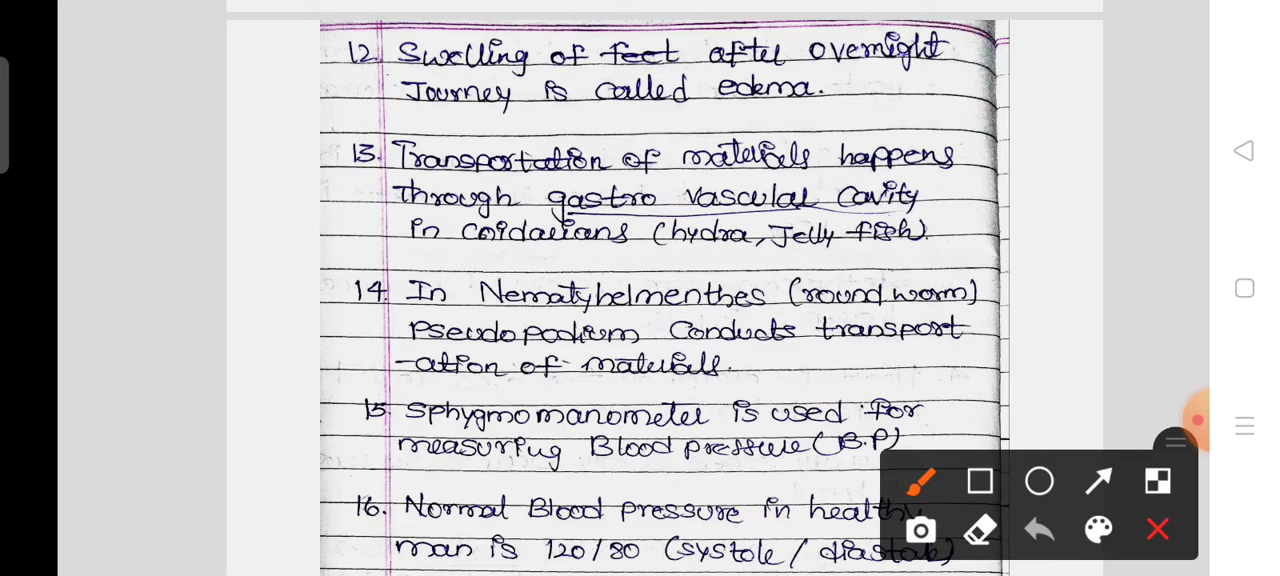 12. Swelling of feet after overnight
Journey is called edema.
13. Transportation of materials happens
through gastro vascular cavity
in cnidarians (hydra, Jelly fish).
14. In Nematyhelmenthes (round worm)
Pseudopodium Conducts transport
-ation of materials.
15. Sphygmomanometer is used for
measuring Blood pressure (B.P)
16. Normal Blood pressure in healthy
man is 120/80 (systole / diastole)